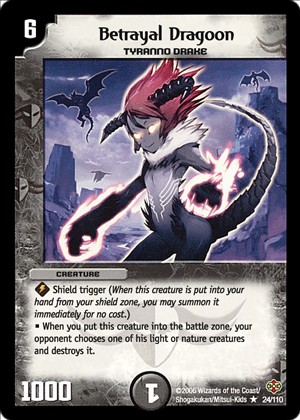 6
Betrayal Dragoon
TYRANNO DRAKE
CREATURE
Shield trigger (When this creature is put into your
hand from your shield zone, you may summon it
immediately for no cost.)
▪ When you put this creature into the battle zone, your
opponent chooses one of his light or nature creatures
and destroys it.
1000
1
©2006 Wizards of the Coast/
Shogakukan/Mitsui-Kids ★ 24/110